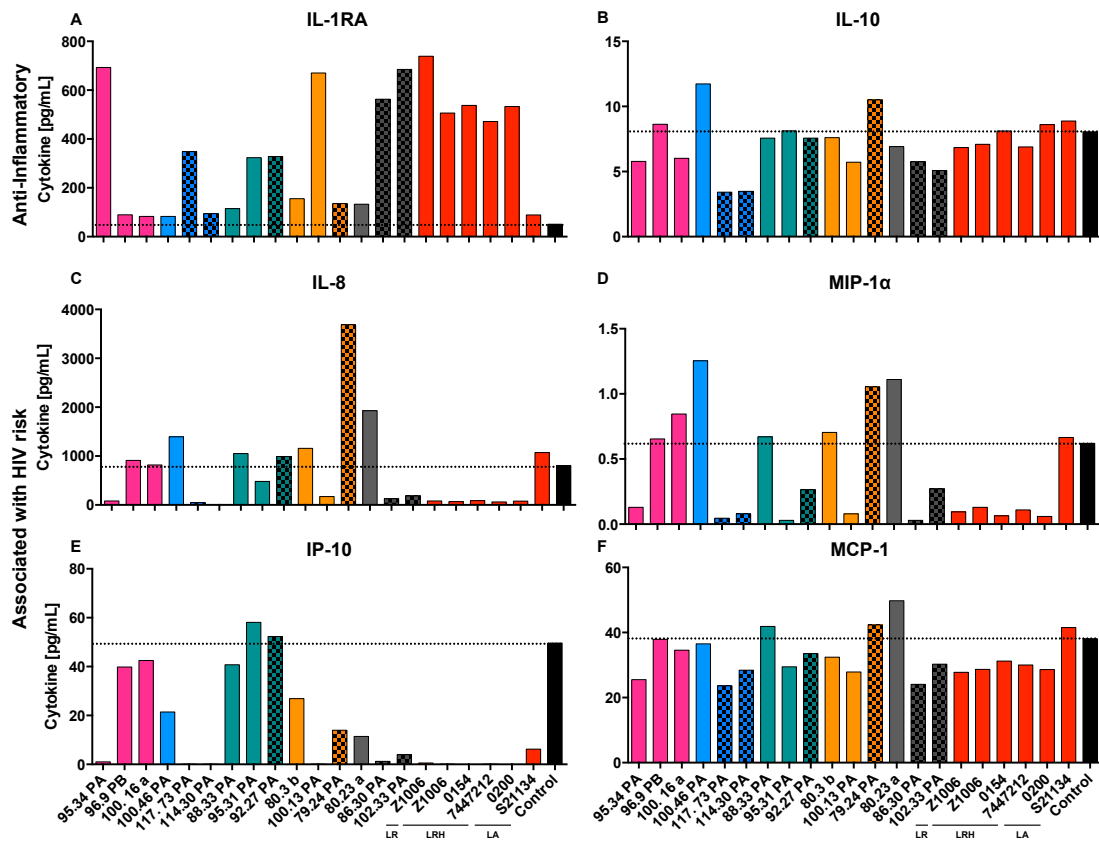 A
IL-1RA
Anti-Inflammatory
Cytokine [pg/mL]
800
600
400
200
0
B
IL-10
15
10
5
0
C
IL-8
Associated with HIV risk
Cytokine [pg/mL]
4000
3000
2000
1000
0
D
MIP-1α
1.5
1.0
0.5
0.0
E
IP-10
Cytokine [pg/mL]
80
60
40
20
0
95.34 PA
96.9 PB
100. 16 a
100.46 PA
117. 73 PA
114.30 PA
88.33 PA
95.31 PA
92.27 PA
80.3 b
100.13 PA
79.24 PA
80.23 a
86.30 PA
102.33 PA
Z1006
Z1006
0154
7447212
0200
S21134
Control
LR
LRH
LA
F
MCP-1
60
40
20
0
95.34 PA
96.9 PB
100. 16 a
100.46 PA
117. 73 PA
114.30 PA
88.33 PA
95.31 PA
92.27 PA
80.3 b
100.13 PA
79.24 PA
80.23 a
86.30 PA
102.33 PA
Z1006
Z1006
0154
7447212
0200
S21134
Control
LR
LRH
LA